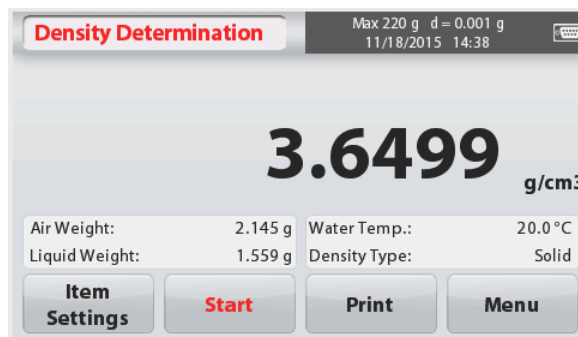 Density Determination
Max 220 g d = 0.001 g
11/18/2015 14:38
3.6499
g/cm3
Air Weight: 2.145 g Water Temp.: 20.0°C
Liquid Weight: 1.559 g Density Type: Solid
Item Settings
Start
Print
Menu